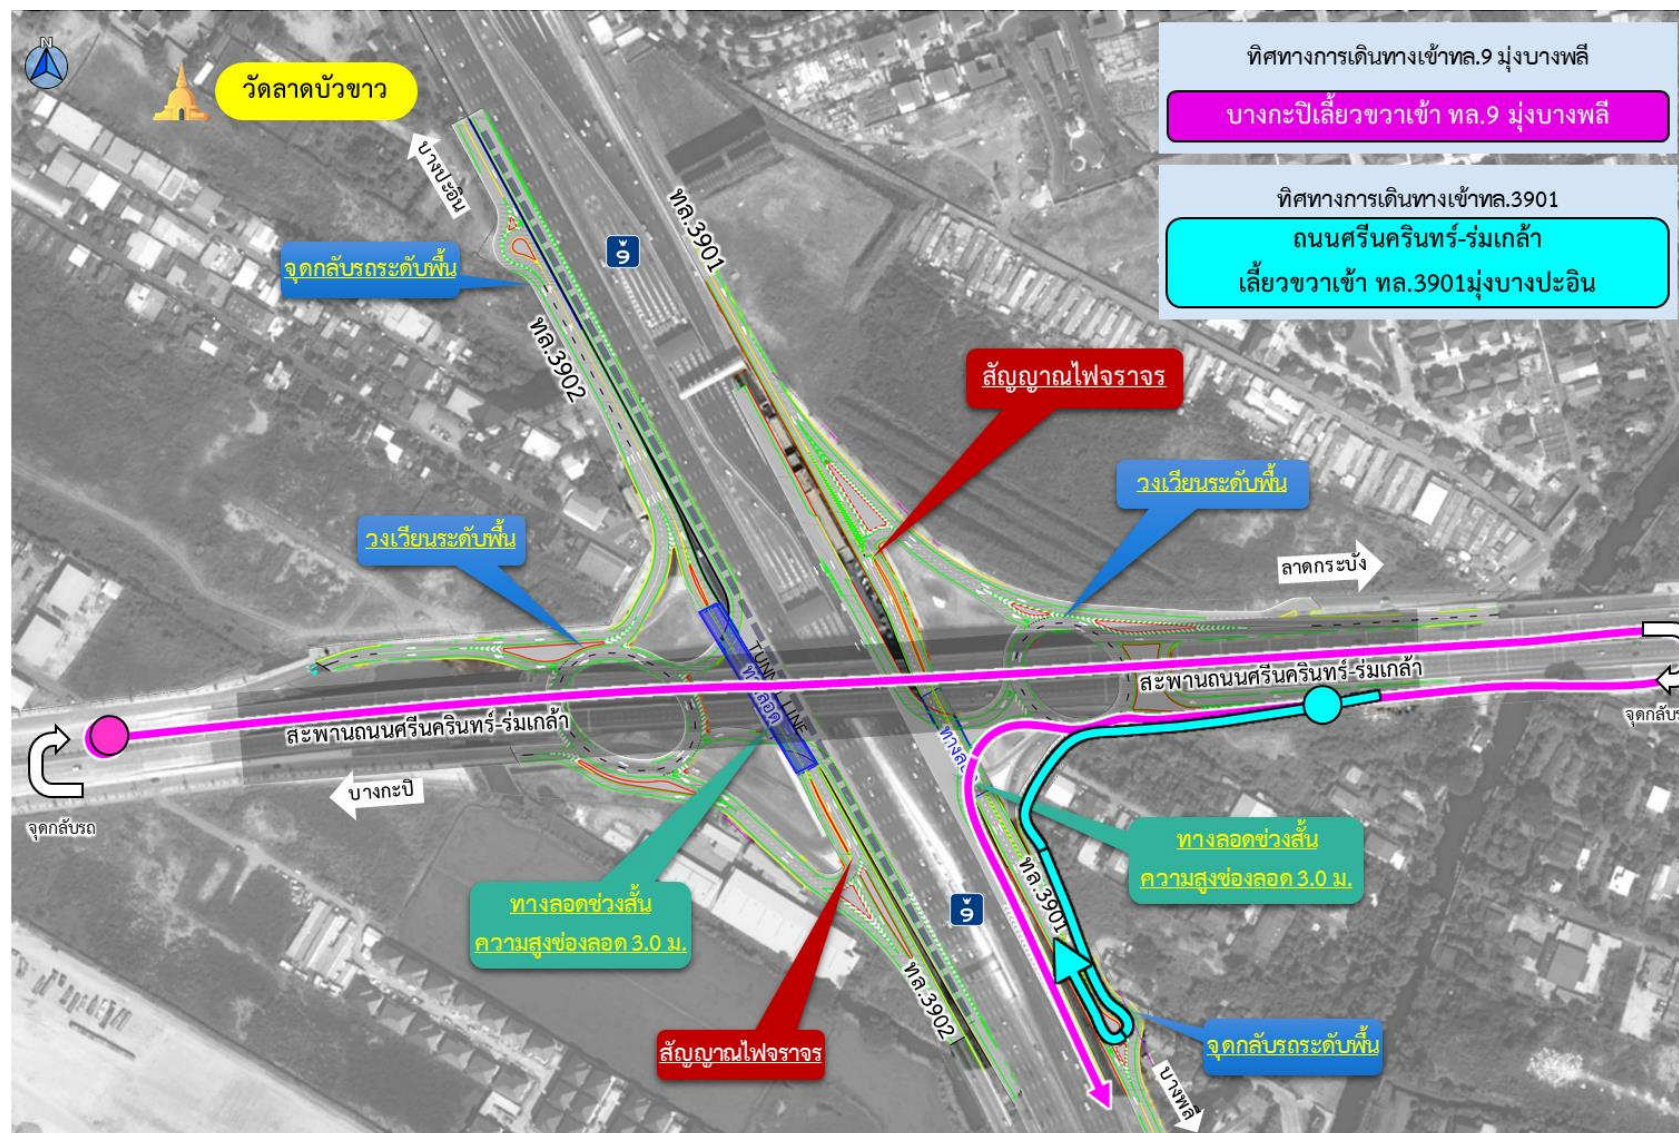 N
วัดลาดบัวขาว
ทิศทางการเดินทางเข้าทล.9 มุ่งบางพลี
บางกะปิเลี้ยวขวาเข้า ทล.9 มุ่งบางพลี
ทิศทางการเดินทางเข้าทล.3901
ถนนศรีนครินทร์-ร่มเกล้า
เลี้ยวขวาเข้า ทล.3901มุ่งบางปะอิน
บางปะอิน
ทล.3901
9
จุดกลับรถระดับพื้น
ทล.3902
สัญญาณไฟจราจร
วงเวียนระดับพื้น
วงเวียนระดับพื้น
ลาดกระบัง
TUNNEL LINE
ทางลอด
สะพานถนนศรีนครินทร์-ร่มเกล้า
สะพานถนนศรีนครินทร์-ร่มเกล้า
จุดกลับร
ทางล
บางกะปิ
จุดกลับรถ
ทางลอดช่วงสั้น
ความสูงช่องลอด 3.0 ม.
ทางลอดช่วงสั้น
ความสูงช่องลอด 3.0 ม.
ทล.3901
9
ทล.3902
สัญญาณไฟจราจร
จุดกลับรถระดับพื้น
บางพลี